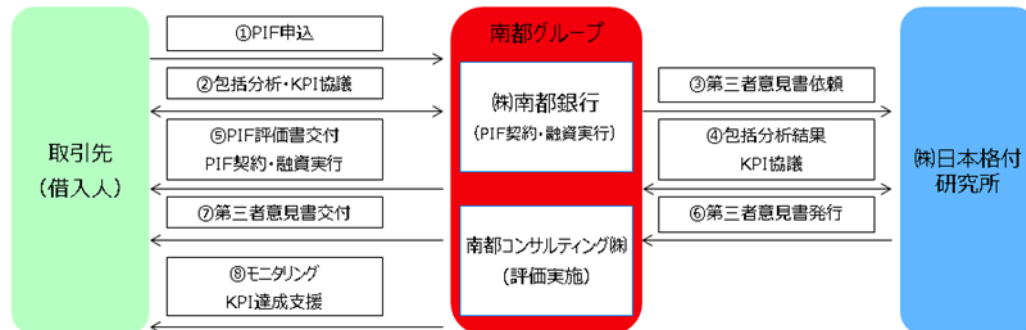 ①PIF申込
②包括分析・KPI協議
⑤PIF評価書交付
PIF契約・融資実行
⑦第三者意見書交付
⑧モニタリング
KPI達成支援
取引先
(借入人)
南都グループ
㈱南都銀行
(PIF契約・融資実行)
南都コンサルティング㈱
(評価実施)
③第三者意見書依頼
④包括分析結果
KPI協議
⑥第三者意見書発行
㈱日本格付
研究所